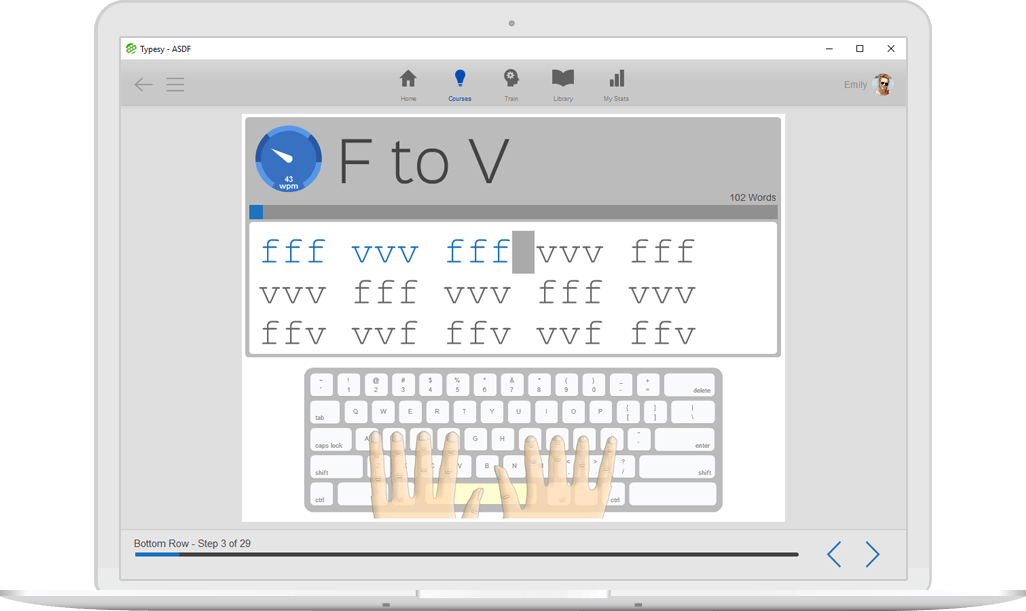 Typesy - ASDF
Home
Courses
Train
Library
My Stats
Emily
43
wpm
F to V
102 Words
fff vvv fff vvv fff
vvv fff vvv fff vvv
ffv vvf ffv vvf ffv
~ ! @ # $ % ^ & * ( ) _ +
` 1 2 3 4 5 6 7 8 9 0 - = delete
tab Q W E R T Y U I O P { [ } ] | \
caps lock A G H " ' enter
shift C V B N M < > ? / shift
ctrl alt ctrl
Bottom Row - Step 3 of 29